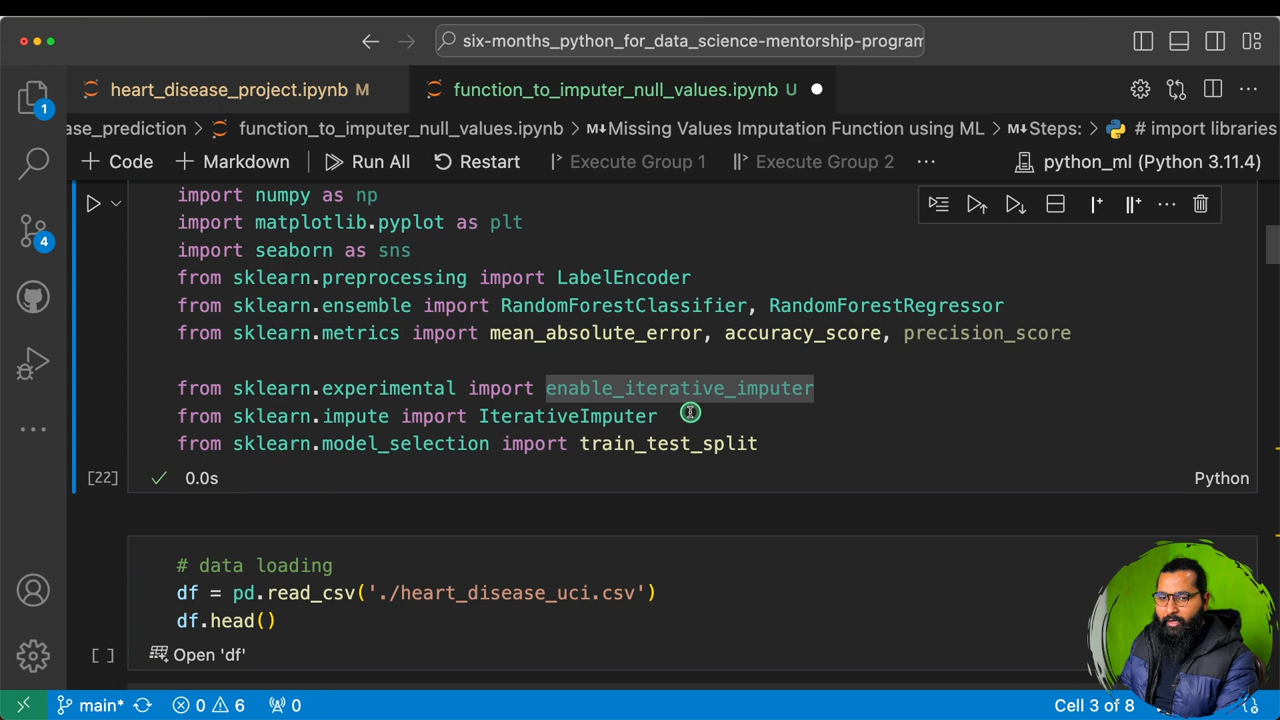 six-months_python_for_data_science-mentorship-program
heart_disease_project.ipynb M
function_to_imputer_null_values.ipynb U
ase_prediction > function_to_imputer_null_values.ipynb > M↓Missing Values Imputation Function using ML > M↓Steps: > # import libraries
+ Code + Markdown Run All Restart Execute Group 1 Execute Group 2 ... python_ml (Python 3.11.4)
import numpy as np
import matplotlib.pyplot as plt
import seaborn as sns
from sklearn.preprocessing import LabelEncoder
from sklearn.ensemble import RandomForestClassifier, RandomForestRegressor
from sklearn.metrics import mean_absolute_error, accuracy_score, precision_score
from sklearn.experimental import enable_iterative_imputer
from sklearn.impute import IterativeImputer
from sklearn.model_selection import train_test_split
[22] 0.0s Python
# data loading
df = pd.read_csv('./heart_disease_uci.csv')
df.head()
[ ] Open 'df'
1
4
main* 0 6 0 Cell 3 of 8